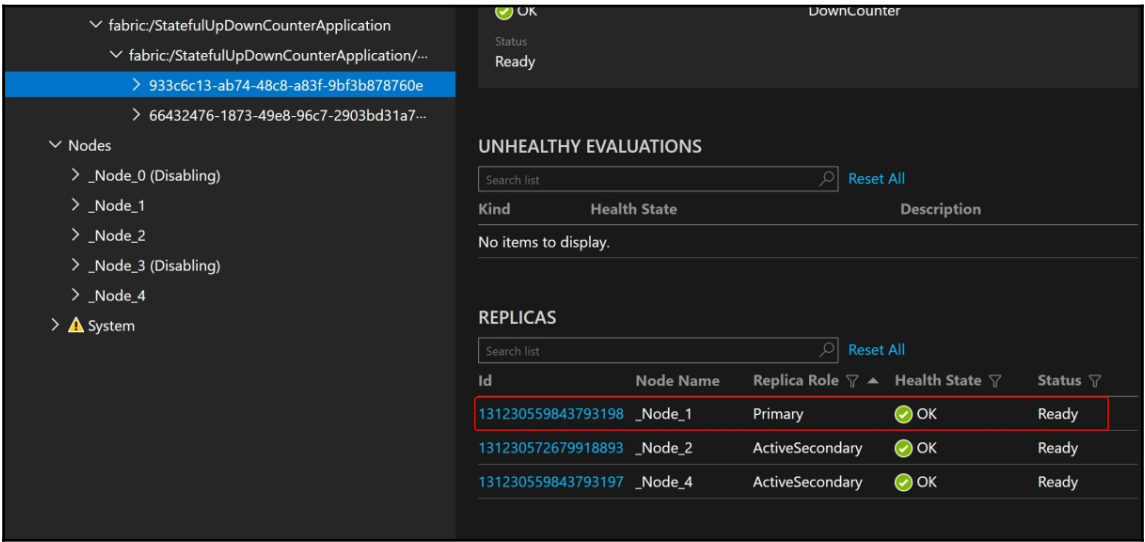 fabric:/StatefulUpDownCounterApplication
fabric:/StatefulUpDownCounterApplication/···
933c6c13-ab74-48c8-a83f-9bf3b878760e
66432476-1873-49e8-96c7-2903bd31a7···
Nodes
_Node_0 (Disabling)
_Node_1
_Node_2
_Node_3 (Disabling)
_Node_4
System
OK DownCounter
Status
Ready
UNHEALTHY EVALUATIONS
Search list Reset All
Kind Health State Description
No items to display.
REPLICAS
Search list Reset All
Id Node Name Replica Role Health State Status
131230559843793198 _Node_1 Primary OK Ready
131230572679918893 _Node_2 ActiveSecondary OK Ready
131230559843793197 _Node_4 ActiveSecondary OK Ready